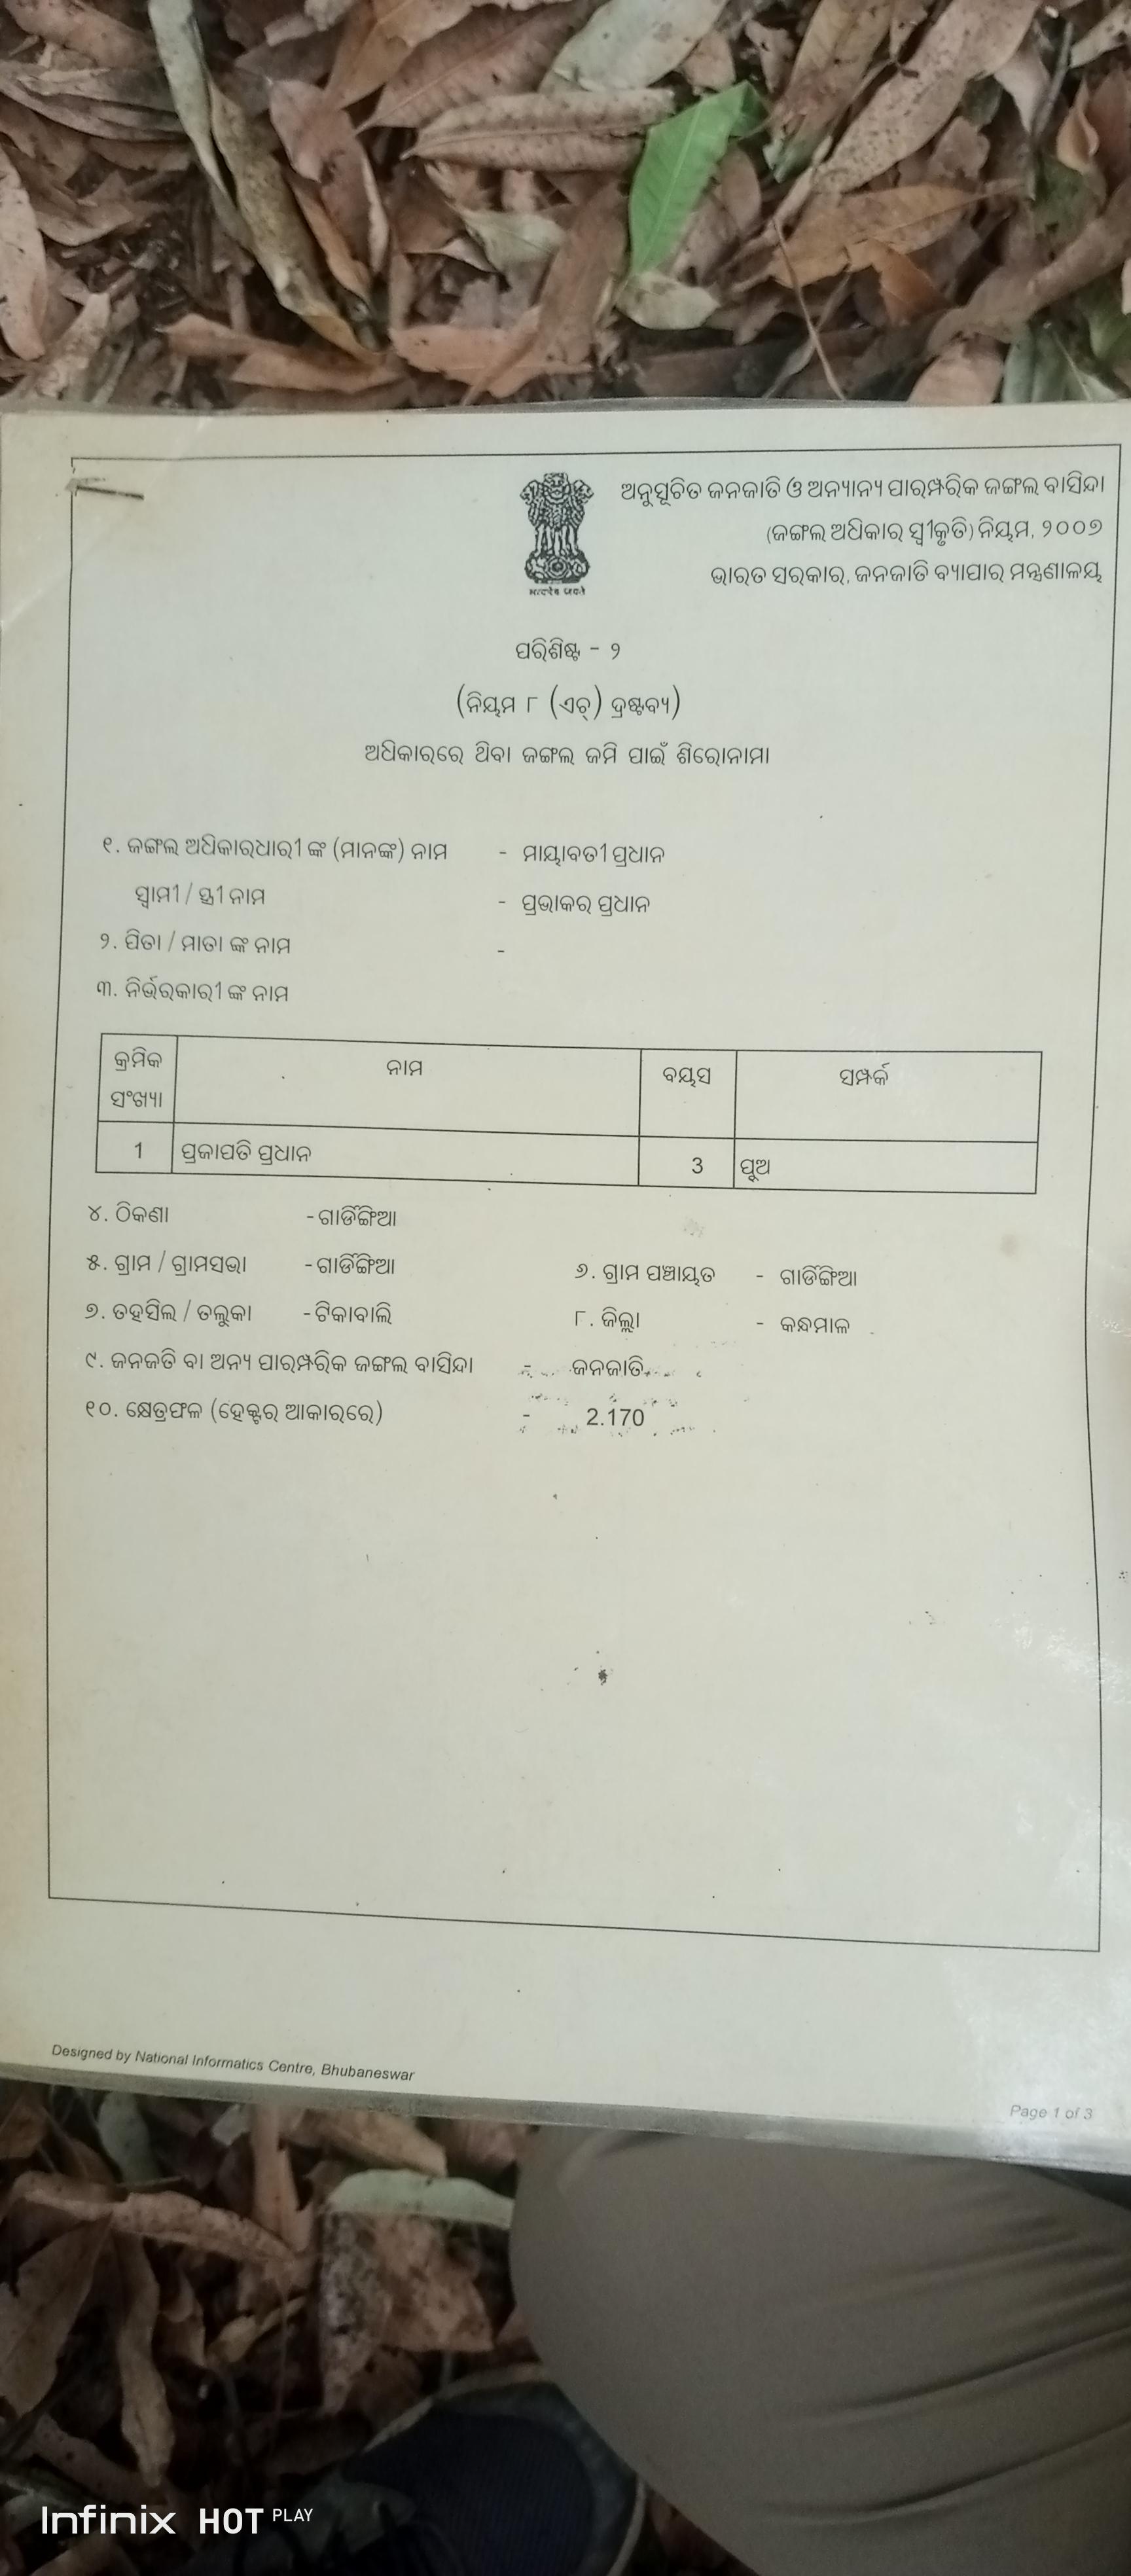 ଅନୁସୂଚିତ ଜନଜାତି ଓ ଅନ୍ୟାନ୍ୟ ପାରମ୍ପରିକ ଜଙ୍ଗଲ ବାସିନ୍ଦା
(ଜଙ୍ଗଲ ଅଧିକାର ସ୍ୱୀକୃତି) ନିୟମ, ୨୦୦୭
ଭାରତ ସରକାର, ଜନଜାତି ବ୍ୟାପାର ମନ୍ତ୍ରଣାଳୟ
सत्यमेव जयते
ପରିଶିଷ୍ଟ - ୨
(ନିୟମ ୮ (ଏଚ୍) ଦ୍ରଷ୍ଟବ୍ୟ)
ଅଧିକାରରେ ଥିବା ଜଙ୍ଗଲ ଜମି ପାଇଁ ଶିରୋନାମା
୧. ଜଙ୍ଗଲ ଅଧିକାରଧାରୀ ଙ୍କ (ମାନଙ୍କ) ନାମ - ମାୟାବତୀ ପ୍ରଧାନ
ସ୍ୱାମୀ / ସ୍ତ୍ରୀ ନାମ - ପ୍ରଭାକର ପ୍ରଧାନ
୨. ପିତା / ମାତା ଙ୍କ ନାମ -
୩. ନିର୍ଭରକାରୀ ଙ୍କ ନାମ
କ୍ରମିକ ସଂଖ୍ୟା ନାମ ବୟସ ସମ୍ପର୍କ
1 ପ୍ରଜାପତି ପ୍ରଧାନ 3 ପୁଅ
୪. ଠିକଣା - ଗାର୍ଡିଙ୍ଗିଆ
୫. ଗ୍ରାମ / ଗ୍ରାମସଭା - ଗାର୍ଡିଙ୍ଗିଆ ୬. ଗ୍ରାମ ପଞ୍ଚାୟତ - ଗାର୍ଡିଙ୍ଗିଆ
୭. ତହସିଲ / ତଲୁକା - ଟିକାବାଲି ୮. ଜିଲ୍ଲା - କନ୍ଧମାଳ
୯. ଜନଜତି ବା ଅନ୍ୟ ପାରମ୍ପରିକ ଜଙ୍ଗଲ ବାସିନ୍ଦା - ଜନଜାତି
୧୦. କ୍ଷେତ୍ରଫଳ (ହେକ୍ଟର ଆକାରରେ) - 2.170
Designed by National Informatics Centre, Bhubaneswar
Page 1 of 3
Infinix HOT PLAY